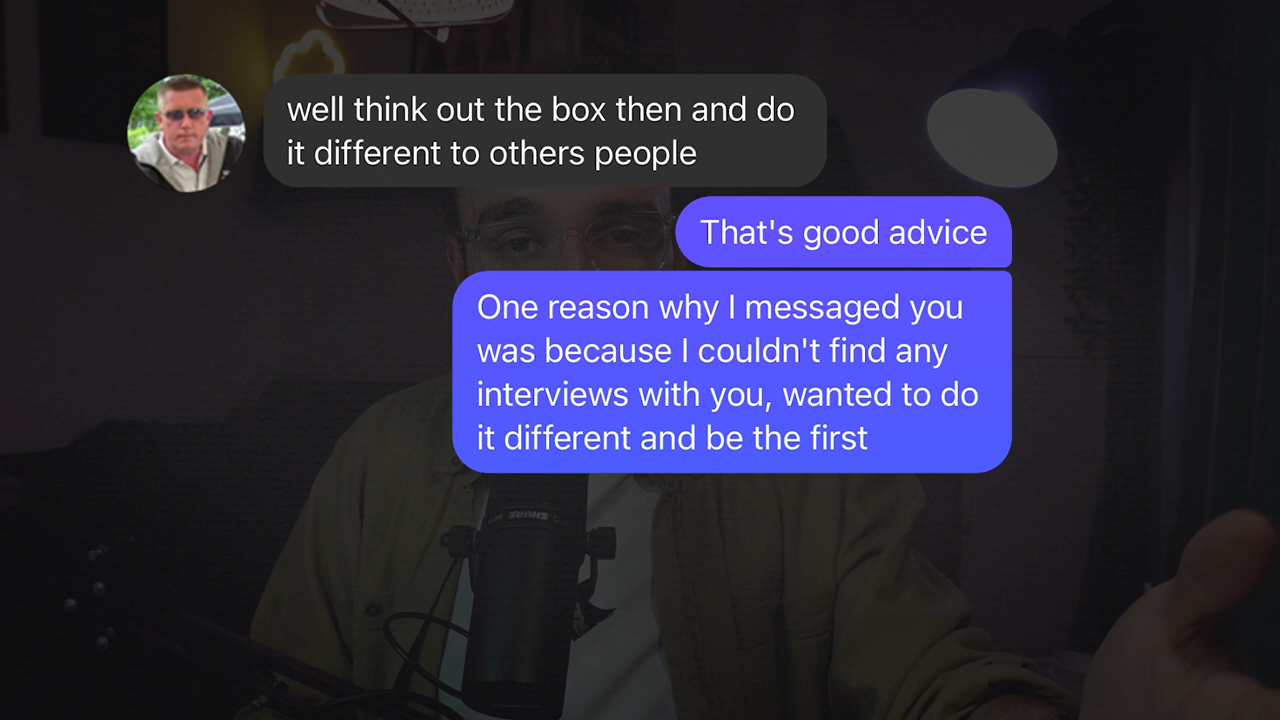 well think out the box then and do
it different to others people
That's good advice
One reason why I messaged you
was because I couldn't find any
interviews with you, wanted to do
it different and be the first
SHURE